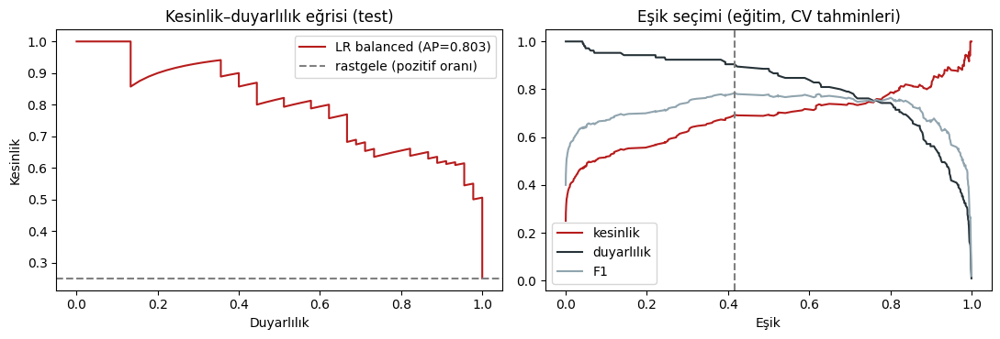 Kesinlik–duyarlılık eğrisi (test)
1.0
0.9
0.8
0.7
0.6
0.5
0.4
0.3
Kesinlik
LR balanced (AP=0.803)
rastgele (pozitif oranı)
0.0 0.2 0.4 0.6 0.8 1.0
Duyarlılık
Eşik seçimi (eğitim, CV tahminleri)
1.0
0.8
0.6
0.4
0.2
0.0
kesinlik
duyarlılık
F1
0.0 0.2 0.4 0.6 0.8 1.0
Eşik